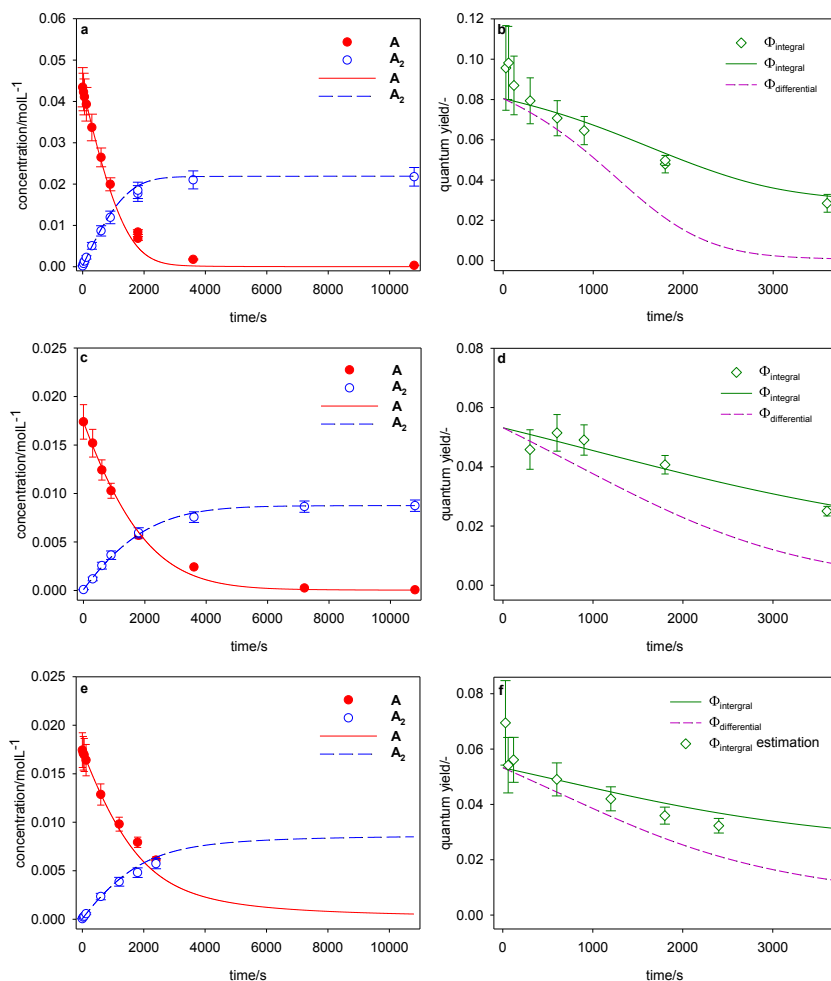 a
concentration/molL⁻¹
0.06
0.05
0.04
0.03
0.02
0.01
0.00
A
A₂
A
A₂
0 2000 4000 6000 8000 10000
time/s
b
quantum yield/-
0.12
0.10
0.08
0.06
0.04
0.02
0.00
Φintegral
Φintegral
Φdifferential
0 1000 2000 3000
time/s
c
concentration/molL⁻¹
0.025
0.020
0.015
0.010
0.005
0.000
A
A₂
A
A₂
0 2000 4000 6000 8000 10000
time/s
d
quantum yield/-
0.08
0.06
0.04
0.02
0.00
Φintegral
Φintegral
Φdifferential
0 1000 2000 3000
time/s
e
concentration/molL⁻¹
0.025
0.020
0.015
0.010
0.005
0.000
A
A₂
A
A₂
0 2000 4000 6000 8000 10000
time/s
f
quantum yield/-
0.08
0.06
0.04
0.02
0.00
Φintergral
Φdifferential
Φintergral estimation
0 1000 2000 3000
time/s